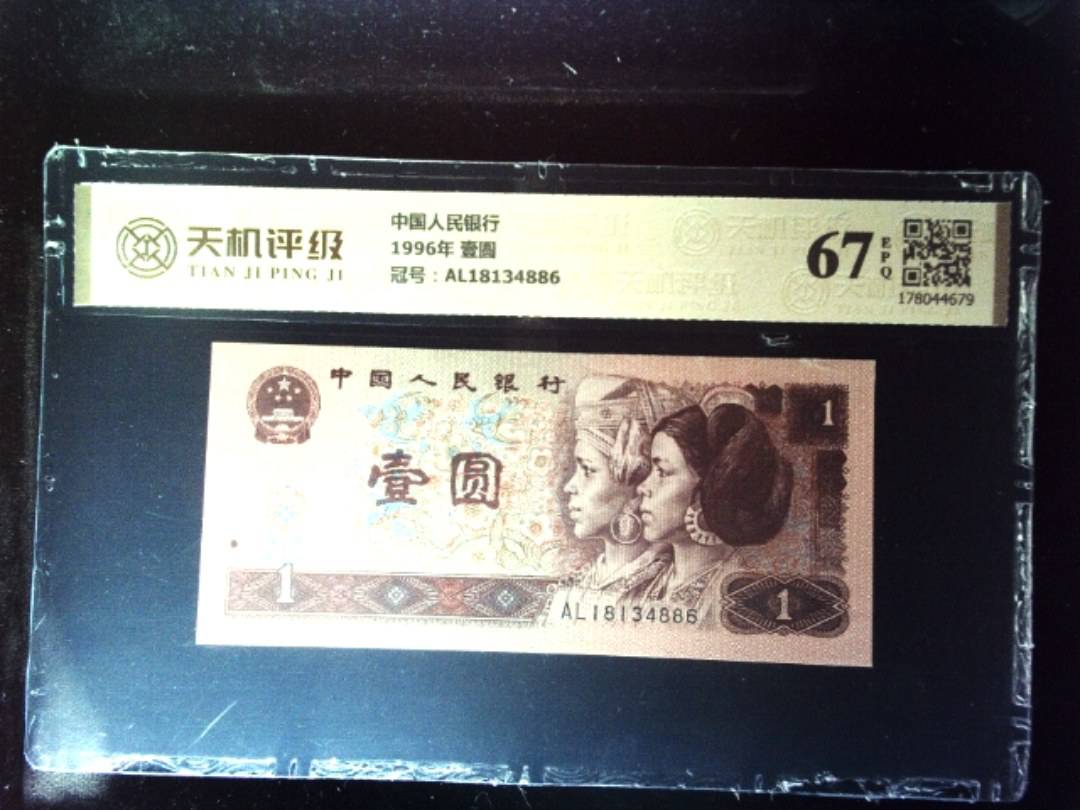 天机评级
TIAN JI PING JI
中国人民银行
1996年 壹圆
冠号：AL18134886
67
EPQ
178044679
中国人民银行
1
壹圆
1
AL18134886
1